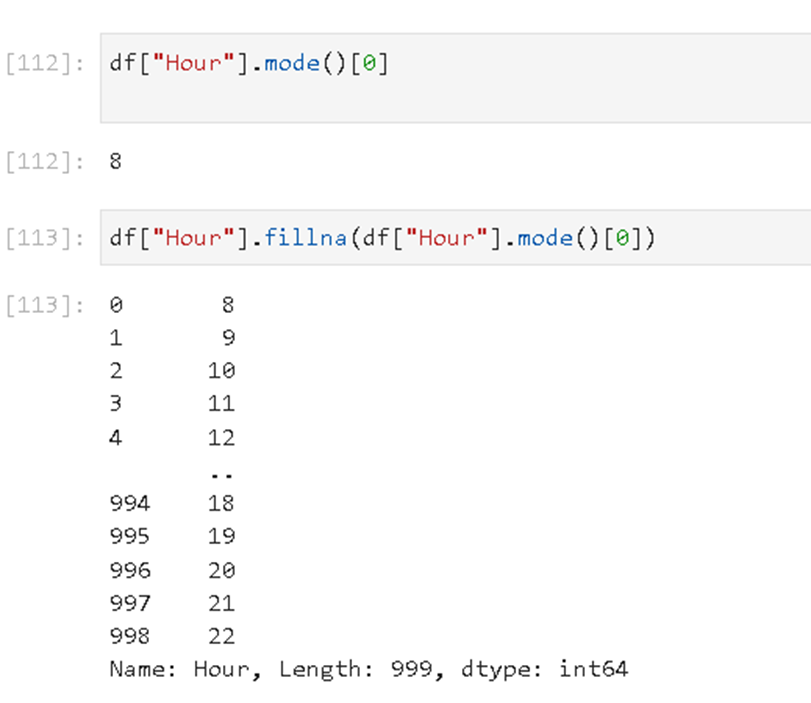 [112]: df["Hour"].mode()[0]
[112]: 8
[113]: df["Hour"].fillna(df["Hour"].mode()[0])
[113]: 0 8
1 9
2 10
3 11
4 12
..
994 18
995 19
996 20
997 21
998 22
Name: Hour, Length: 999, dtype: int64